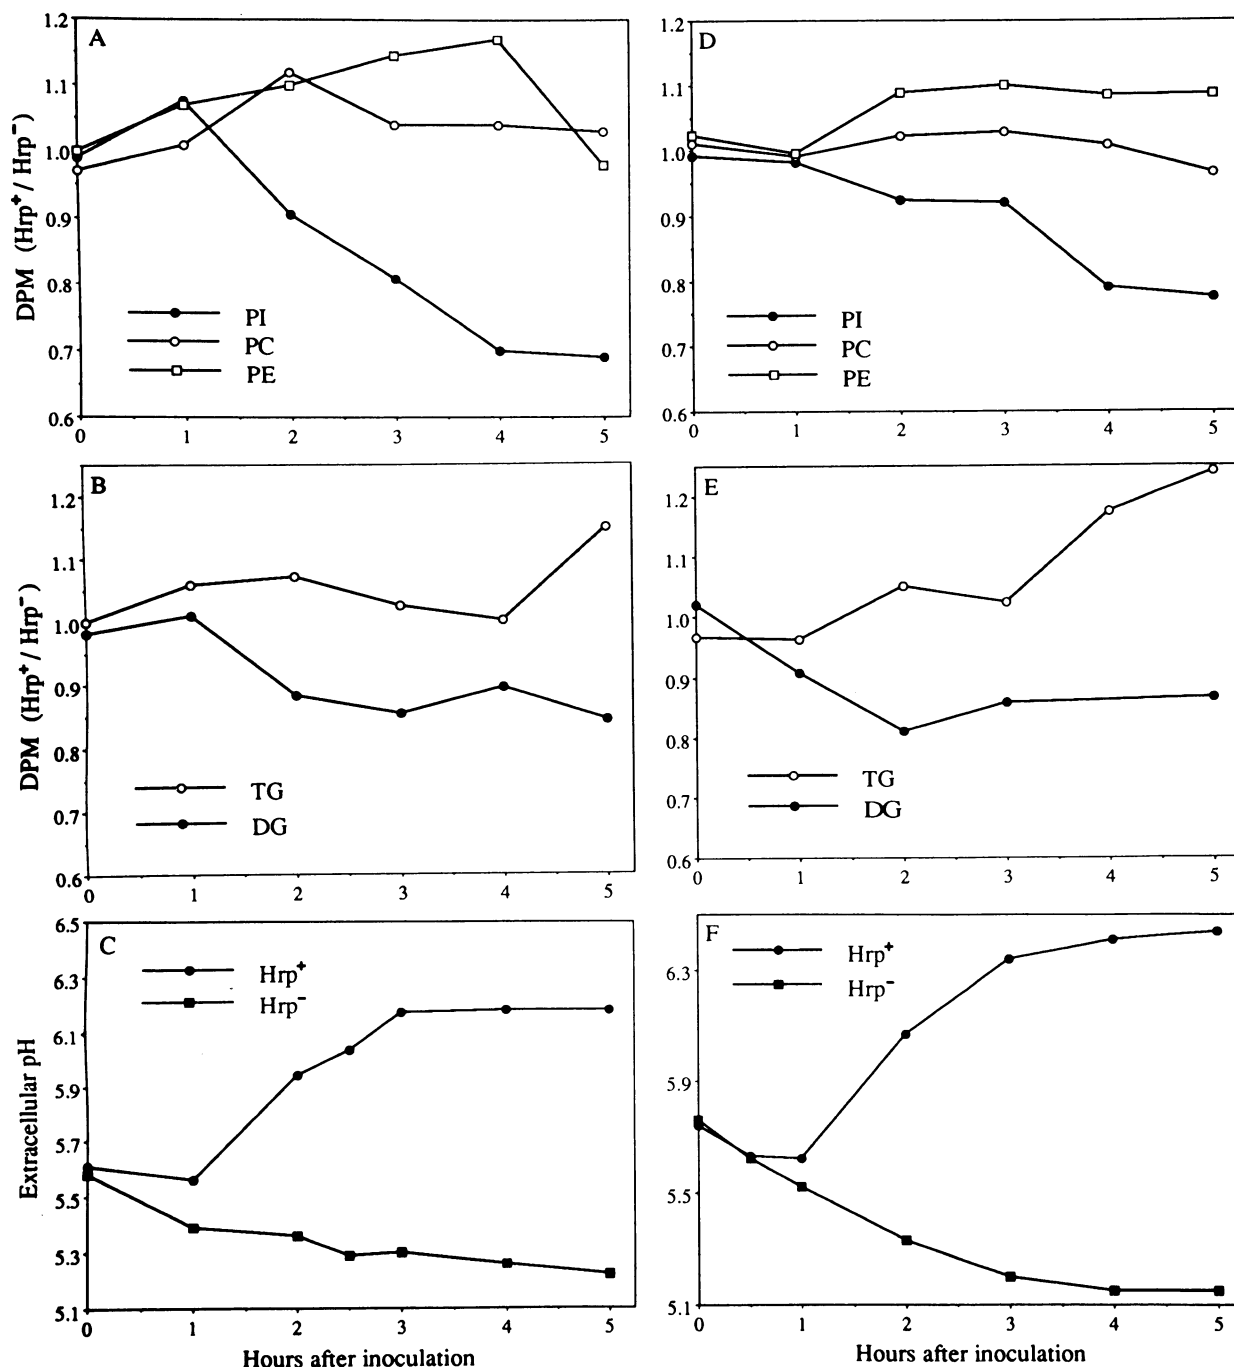 A
1.2
1.1
1.0
0.9
0.8
0.7
0.6
DPM (Hrp+ / Hrp−)
PI
PC
PE
0 1 2 3 4 5
D
1.2
1.1
1.0
0.9
0.8
0.7
0.6
PI
PC
PE
0 1 2 3 4 5
B
1.2
1.1
1.0
0.9
0.8
0.7
0.6
DPM (Hrp+ / Hrp−)
TG
DG
0 1 2 3 4 5
E
1.2
1.1
1.0
0.9
0.8
0.7
0.6
TG
DG
0 1 2 3 4 5
C
6.5
6.3
6.1
5.9
5.7
5.5
5.3
5.1
Extracellular pH
Hrp+
Hrp−
0 1 2 3 4 5
Hours after inoculation
F
6.3
5.9
5.5
5.1
Hrp+
Hrp−
0 1 2 3 4 5
Hours after inoculation